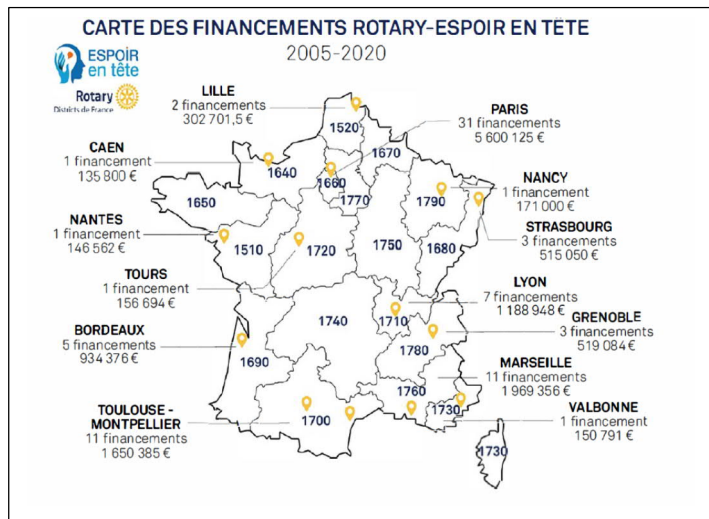 CARTE DES FINANCEMENTS ROTARY-ESPOIR EN TÊTE
2005-2020
ESPOIR
en tête
Rotary
Districts de France
LILLE
2 financements
302 701,5 €
PARIS
31 financements
5 600 125 €
CAEN
1 financement
135 800 €
NANCY
1 financement
171 000 €
NANTES
1 financement
146 562 €
STRASBOURG
3 financements
515 050 €
TOURS
1 financement
156 694 €
LYON
7 financements
1 188 948 €
BORDEAUX
5 financements
934 376 €
GRENOBLE
3 financements
519 084 €
MARSEILLE
11 financements
1 969 356 €
TOULOUSE -
MONTPELLIER
11 financements
1 650 385 €
VALBONNE
1 financement
150 791 €
1520
1670
1640
1660
1770
1790
1650
1510
1720
1750
1680
1740
1710
1780
1690
1760
1730
1700
1730